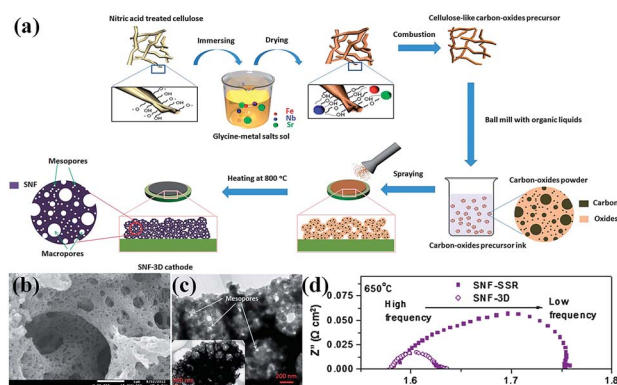 (a)
Nitric acid treated cellulose
Immersing
Drying
Combustion
Cellulose-like carbon-oxides precursor
Fe
Nb
Sr
Glycine-metal salts sol
Ball mill with organic liquids
Mesopores
SNF
Heating at 800 °C
Spraying
Carbon-oxides powder
Carbon
Oxides
Macropores
Carbon-oxides precursor ink
SNF-3D cathode
(b)
(c)
Mesopores
200 nm
(d)
650°C
SNF-SSR
SNF-3D
High
frequency
Low
frequency
Z" (Ω cm²)
0.075
0.050
0.025
0.000
1.6
1.7
1.8